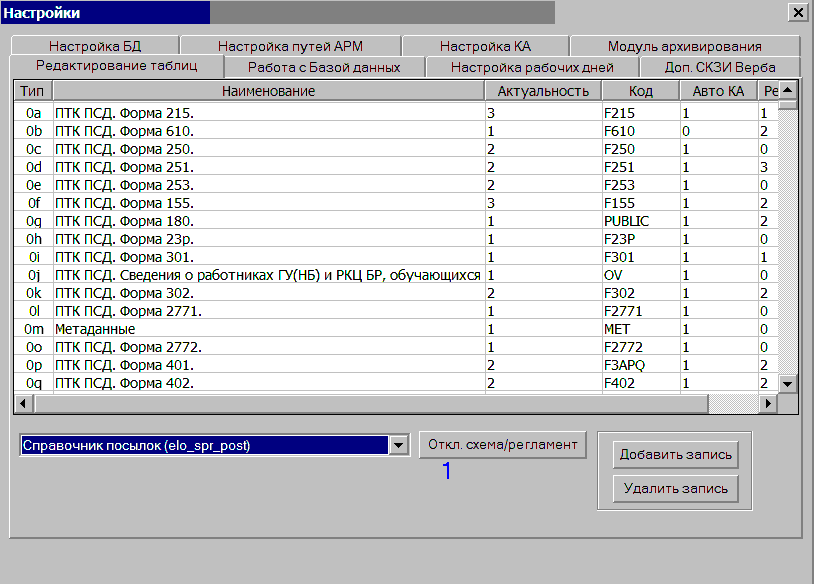 Настройки
Настройка БД Настройка путей АРМ Настройка КА Модуль архивирования
Редактирование таблиц Работа с Базой данных Настройка рабочих дней Доп. СКЗИ Верба
Тип Наименование Актуальность Код Авто КА Ре
0a ПТК ПСД. Форма 215. 3 F215 1 1
0b ПТК ПСД. Форма 610. 1 F610 0 2
0c ПТК ПСД. Форма 250. 2 F250 1 0
0d ПТК ПСД. Форма 251. 2 F251 1 3
0e ПТК ПСД. Форма 253. 2 F253 1 0
0f ПТК ПСД. Форма 155. 3 F155 1 2
0g ПТК ПСД. Форма 180. 1 PUBLIC 1 2
0h ПТК ПСД. Форма 23р. 1 F23P 1 0
0i ПТК ПСД. Форма 301. 1 F301 1 1
0j ПТК ПСД. Сведения о работниках ГУ(НБ) и РКЦ БР, обучающихся 1 OV 1 0
0k ПТК ПСД. Форма 302. 2 F302 1 2
0l ПТК ПСД. Форма 2771. 1 F2771 1 0
0m Метаданные 1 MET 1 0
0o ПТК ПСД. Форма 2772. 1 F2772 1 0
0p ПТК ПСД. Форма 401. 2 F3APQ 1 2
0q ПТК ПСД. Форма 402. 2 F402 1 2
Справочник посылок (elo_spr_post) Откл. схема/регламент Добавить запись
1
Удалить запись